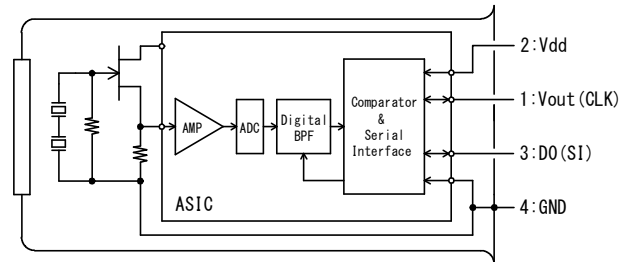 2:Vdd
1:Vout(CLK)
Comparator
&
Serial
Interface
AMP
ADC
Digital
BPF
3:DO(SI)
ASIC
4:GND